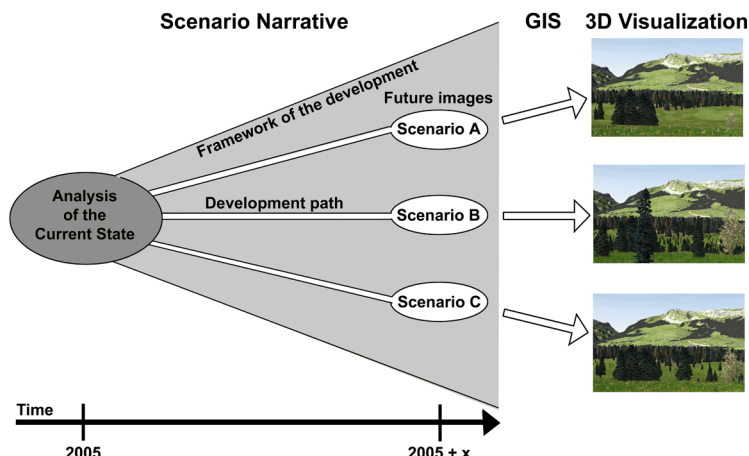 Scenario Narrative
GIS
3D Visualization
Framework of the development
Future images
Scenario A
Analysis
of the
Current State
Development path
Scenario B
Scenario C
Time
2005
2005 + x